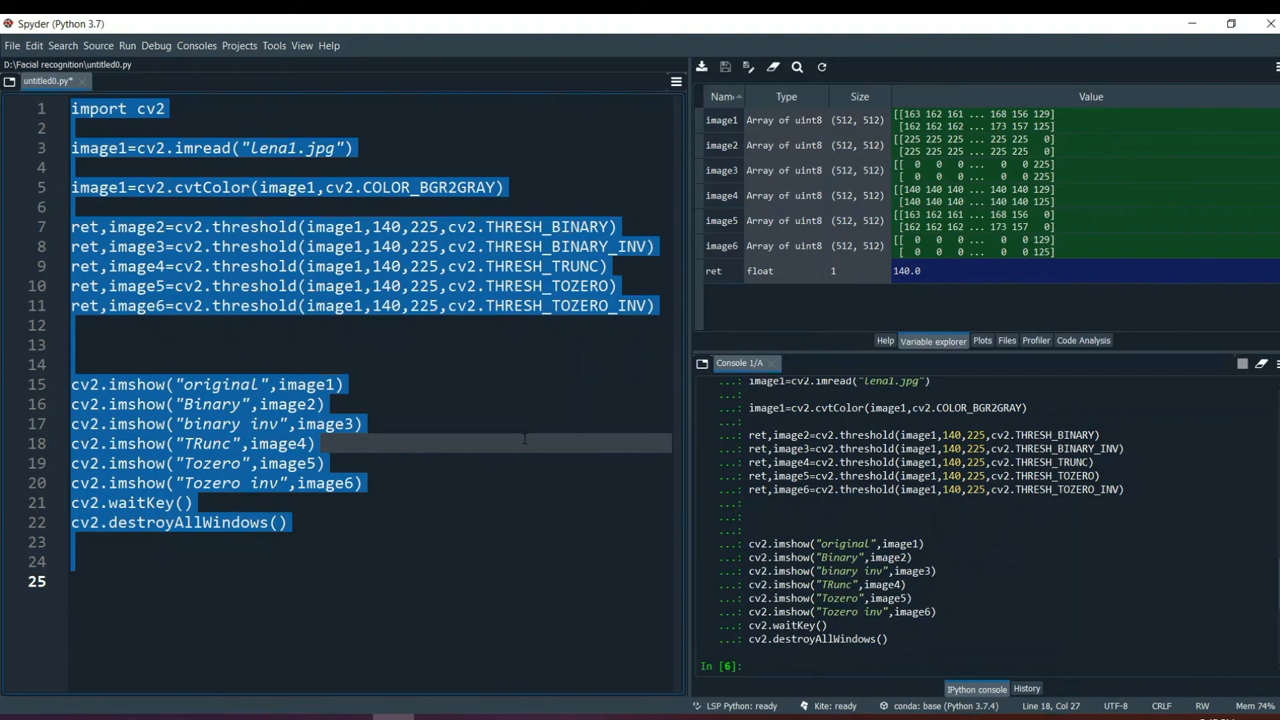 Spyder (Python 3.7)
File Edit Search Source Run Debug Consoles Projects Tools View Help
D:\Facial recognition\untitled0.py
untitled0.py*
1 import cv2
2
3 image1=cv2.imread("lena1.jpg")
4
5 image1=cv2.cvtColor(image1,cv2.COLOR_BGR2GRAY)
6
7 ret,image2=cv2.threshold(image1,140,225,cv2.THRESH_BINARY)
8 ret,image3=cv2.threshold(image1,140,225,cv2.THRESH_BINARY_INV)
9 ret,image4=cv2.threshold(image1,140,225,cv2.THRESH_TRUNC)
10 ret,image5=cv2.threshold(image1,140,225,cv2.THRESH_TOZERO)
11 ret,image6=cv2.threshold(image1,140,225,cv2.THRESH_TOZERO_INV)
12
13
14
15 cv2.imshow("original",image1)
16 cv2.imshow("Binary",image2)
17 cv2.imshow("binary inv",image3)
18 cv2.imshow("TRunc",image4)
19 cv2.imshow("Tozero",image5)
20 cv2.imshow("Tozero inv",image6)
21 cv2.waitKey()
22 cv2.destroyAllWindows()
23
24
25
Name Type Size Value
image1 Array of uint8 (512, 512) [[163 162 161 ... 168 156 129]
[162 162 162 ... 173 157 125]
image2 Array of uint8 (512, 512) [[225 225 225 ... 225 225 0]
[225 225 225 ... 225 225 0]
image3 Array of uint8 (512, 512) [[ 0 0 0 ... 0 0 225]
[ 0 0 0 ... 0 0 225]
image4 Array of uint8 (512, 512) [[140 140 140 ... 140 140 129]
[140 140 140 ... 140 140 125]
image5 Array of uint8 (512, 512) [[163 162 161 ... 168 156 0]
[162 162 162 ... 173 157 0]
image6 Array of uint8 (512, 512) [[ 0 0 0 ... 0 0 129]
[ 0 0 0 ... 0 0 125]
ret float 1 140.0
Help Variable explorer Plots Files Profiler Code Analysis
Console 1/A
...: image1=cv2.imread("lena1.jpg")
...:
...: image1=cv2.cvtColor(image1,cv2.COLOR_BGR2GRAY)
...:
...: ret,image2=cv2.threshold(image1,140,225,cv2.THRESH_BINARY)
...: ret,image3=cv2.threshold(image1,140,225,cv2.THRESH_BINARY_INV)
...: ret,image4=cv2.threshold(image1,140,225,cv2.THRESH_TRUNC)
...: ret,image5=cv2.threshold(image1,140,225,cv2.THRESH_TOZERO)
...: ret,image6=cv2.threshold(image1,140,225,cv2.THRESH_TOZERO_INV)
...:
...:
...:
...: cv2.imshow("original",image1)
...: cv2.imshow("Binary",image2)
...: cv2.imshow("binary inv",image3)
...: cv2.imshow("TRunc",image4)
...: cv2.imshow("Tozero",image5)
...: cv2.imshow("Tozero inv",image6)
...: cv2.waitKey()
...: cv2.destroyAllWindows()
In [6]:
IPython console History
LSP Python: ready Kite: ready conda: base (Python 3.7.4) Line 18, Col 27 UTF-8 CRLF RW Mem 74%